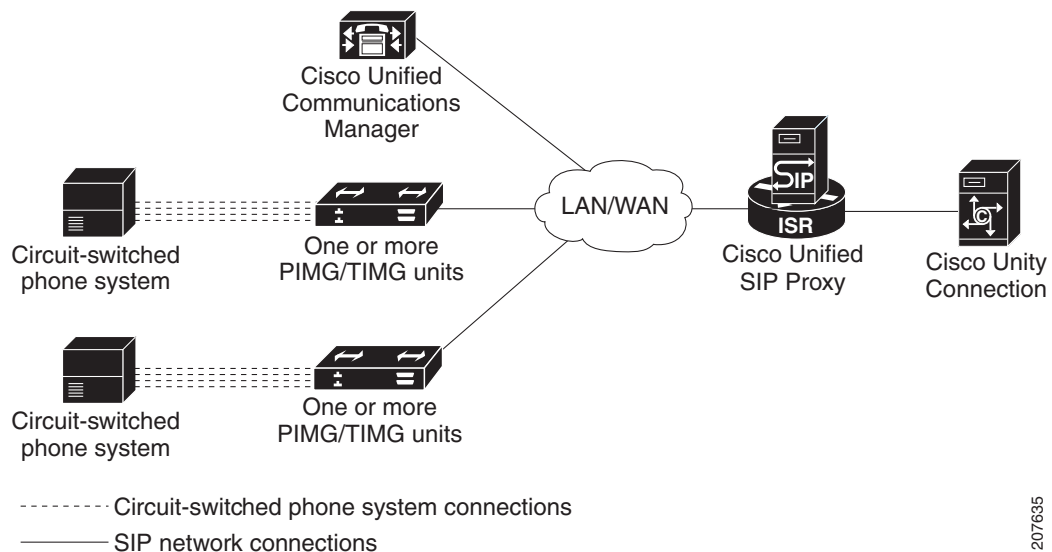 Cisco Unified
Communications
Manager
LAN/WAN
SIP
ISR
Cisco Unified
SIP Proxy
C
Cisco Unity
Connection
Circuit-switched
phone system
One or more
PIMG/TIMG units
Circuit-switched
phone system
One or more
PIMG/TIMG units
Circuit-switched phone system connections
SIP network connections
207635